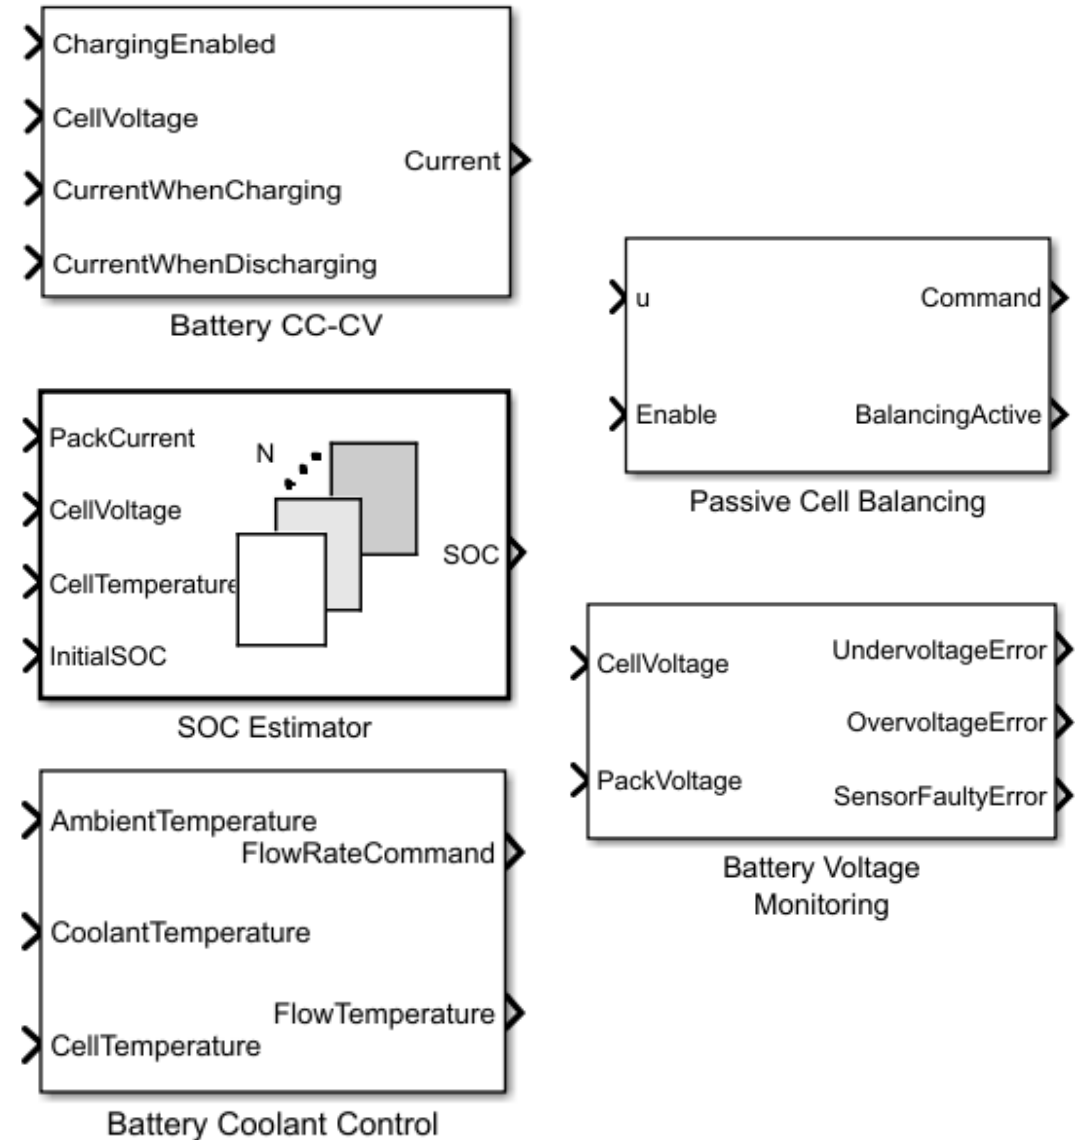 ChargingEnabled
CellVoltage
CurrentWhenCharging
CurrentWhenDischarging
Current
Battery CC-CV
PackCurrent
CellVoltage
CellTemperature
InitialSOC
N
SOC
SOC Estimator
AmbientTemperature
FlowRateCommand
CoolantTemperature
FlowTemperature
CellTemperature
Battery Coolant Control
u
Command
Enable
BalancingActive
Passive Cell Balancing
CellVoltage
PackVoltage
UndervoltageError
OvervoltageError
SensorFaultyError
Battery Voltage
Monitoring